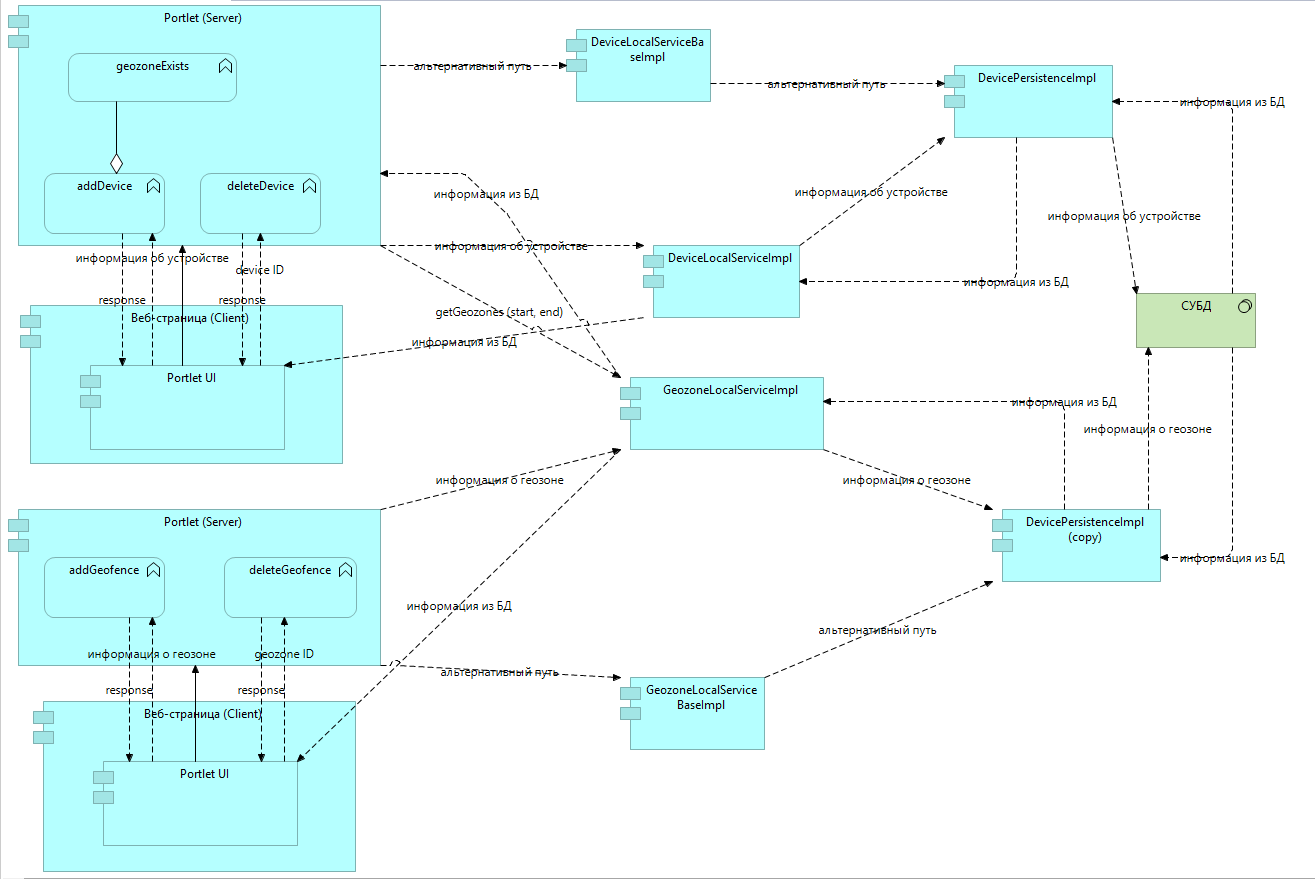 Portlet (Server)
geozoneExists
addDevice
deleteDevice
DeviceLocalServiceBa
seImpl
DevicePersistenceImpl
альтернативный путь
альтернативный путь
информация из БД
информация из БД
информация об устройстве
информация об устройстве
информация об устройстве
информация об устройстве
device ID
DeviceLocalServiceImpl
информация из БД
response
response
СУБД
Веб-страница (Client)
getGeozones (start, end)
информация из БД
Portlet UI
GeozoneLocalServiceImpl
информация из БД
информация о геозоне
информация о геозоне
информация о геозоне
Portlet (Server)
DevicePersistenceImpl
(copy)
информация из БД
addGeofence
deleteGeofence
информация из БД
альтернативный путь
информация о геозоне
geozone ID
альтернативный путь
response
response
GeozoneLocalService
BaseImpl
Веб-страница (Client)
Portlet UI